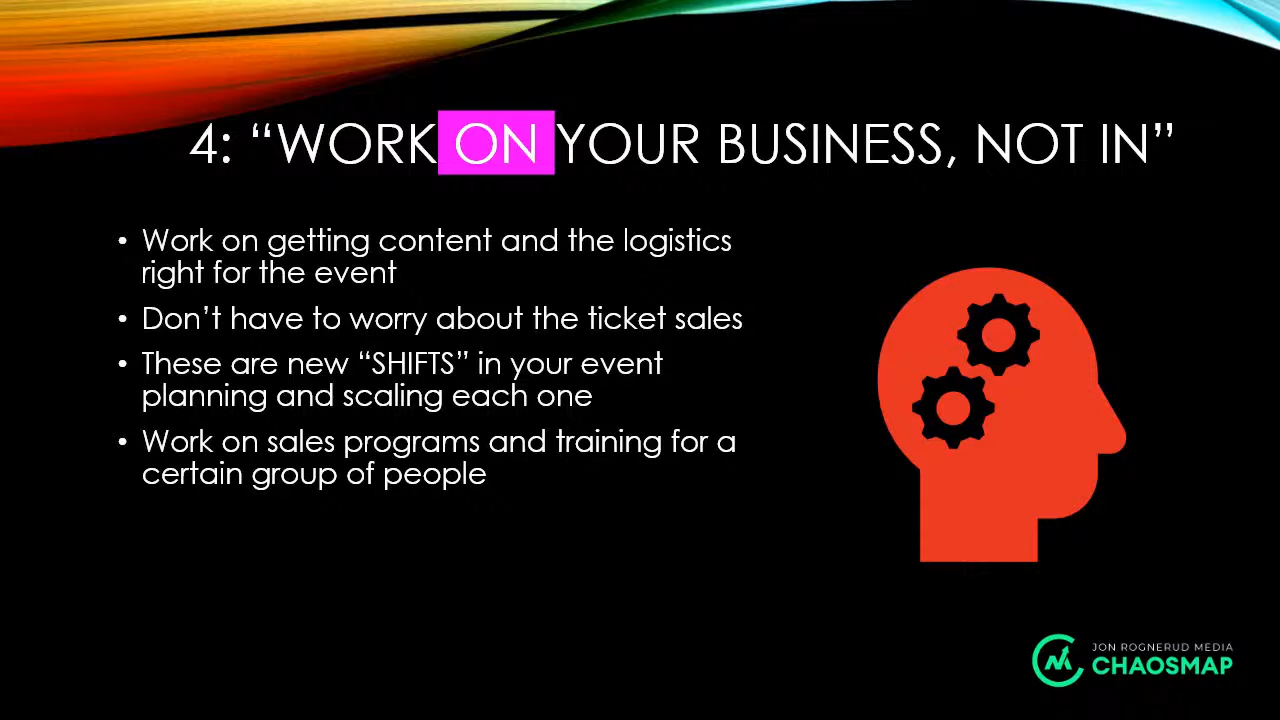 4: “WORK ON YOUR BUSINESS, NOT IN”
• Work on getting content and the logistics
right for the event
• Don’t have to worry about the ticket sales
• These are new “SHIFTS” in your event
planning and scaling each one
• Work on sales programs and training for a
certain group of people
JON ROGNERUD MEDIA
CHAOSMAP